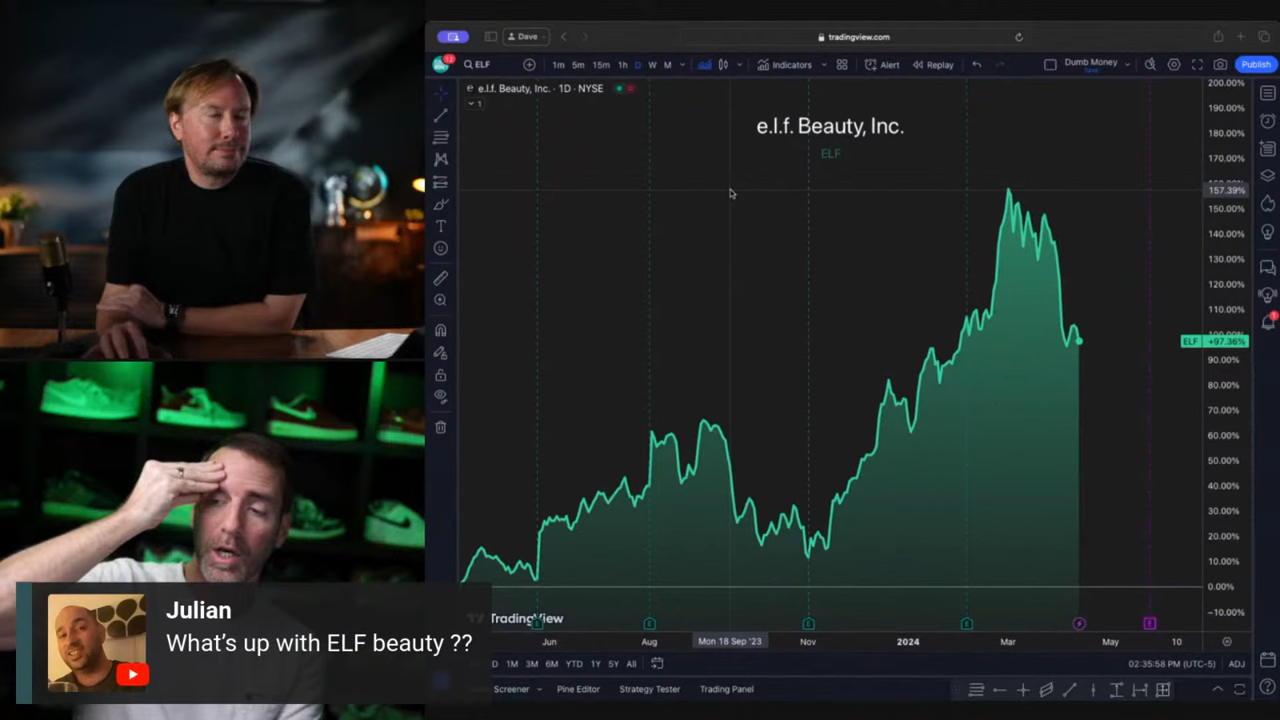 Dave
tradingview.com
12
ELF
1m 5m 15m 1h D W M
Indicators
Alert
Replay
Dumb Money
Save
Publish
e.l.f. Beauty, Inc. · 1D · NYSE
1
e.l.f. Beauty, Inc.
ELF
200.00%
190.00%
180.00%
170.00%
157.39%
150.00%
140.00%
130.00%
120.00%
110.00%
ELF +97.36%
90.00%
80.00%
70.00%
60.00%
50.00%
40.00%
30.00%
20.00%
10.00%
0.00%
−10.00%
TradingView
E E E E E
Jun Aug Mon 18 Sep '23 Nov 2024 Mar May 10
D 1M 3M 6M YTD 1Y 5Y All
02:35:58 PM (UTC-5) ADJ
Screener Pine Editor Strategy Tester Trading Panel
Julian
What's up with ELF beauty ??